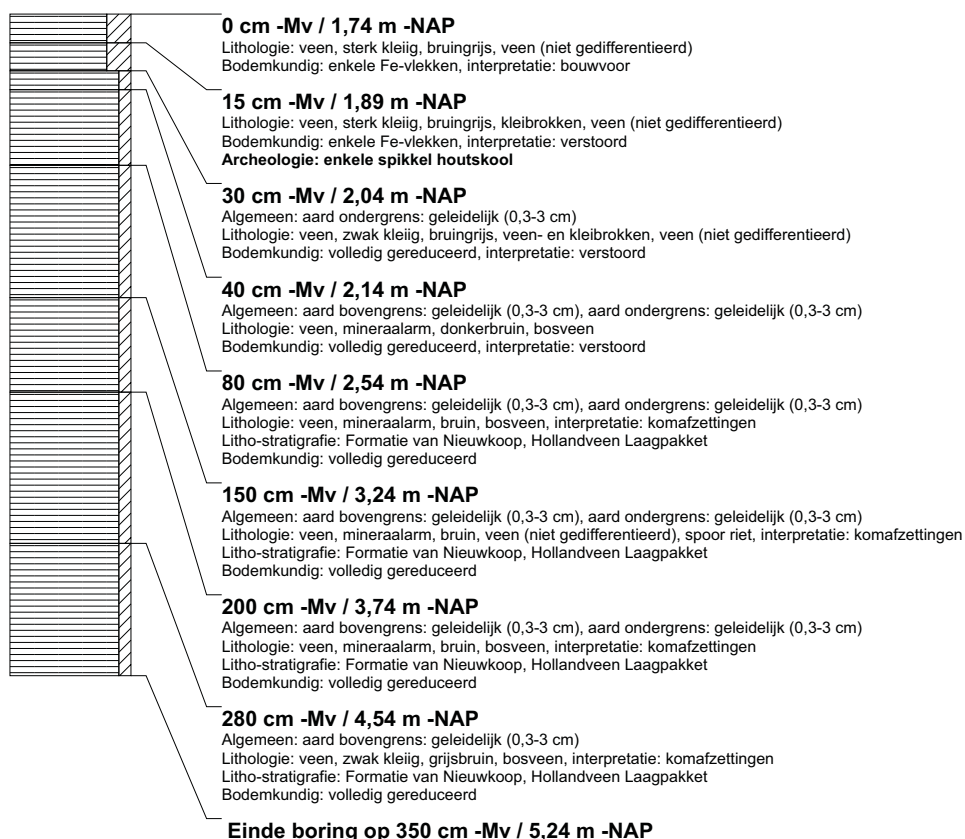 0 cm -Mv / 1,74 m -NAP
Lithologie: veen, sterk kleiig, bruingrijs, veen (niet gedifferentieerd)
Bodemkundig: enkele Fe-vlekken, interpretatie: bouwvoor
15 cm -Mv / 1,89 m -NAP
Lithologie: veen, sterk kleiig, bruingrijs, kleibrokken, veen (niet gedifferentieerd)
Bodemkundig: enkele Fe-vlekken, interpretatie: verstoord
Archeologie: enkele spikkel houtskool
30 cm -Mv / 2,04 m -NAP
Algemeen: aard ondergrens: geleidelijk (0,3-3 cm)
Lithologie: veen, zwak kleiig, bruingrijs, veen- en kleibrokken, veen (niet gedifferentieerd)
Bodemkundig: volledig gereduceerd, interpretatie: verstoord
40 cm -Mv / 2,14 m -NAP
Algemeen: aard bovengrens: geleidelijk (0,3-3 cm), aard ondergrens: geleidelijk (0,3-3 cm)
Lithologie: veen, mineraalarm, donkerbruin, bosveen
Bodemkundig: volledig gereduceerd, interpretatie: verstoord
80 cm -Mv / 2,54 m -NAP
Algemeen: aard bovengrens: geleidelijk (0,3-3 cm), aard ondergrens: geleidelijk (0,3-3 cm)
Lithologie: veen, mineraalarm, bruin, bosveen, interpretatie: komafzettingen
Litho-stratigrafie: Formatie van Nieuwkoop, Hollandveen Laagpakket
Bodemkundig: volledig gereduceerd
150 cm -Mv / 3,24 m -NAP
Algemeen: aard bovengrens: geleidelijk (0,3-3 cm), aard ondergrens: geleidelijk (0,3-3 cm)
Lithologie: veen, mineraalarm, bruin, veen (niet gedifferentieerd), spoor riet, interpretatie: komafzettingen
Litho-stratigrafie: Formatie van Nieuwkoop, Hollandveen Laagpakket
Bodemkundig: volledig gereduceerd
200 cm -Mv / 3,74 m -NAP
Algemeen: aard bovengrens: geleidelijk (0,3-3 cm), aard ondergrens: geleidelijk (0,3-3 cm)
Lithologie: veen, mineraalarm, bruin, bosveen, interpretatie: komafzettingen
Litho-stratigrafie: Formatie van Nieuwkoop, Hollandveen Laagpakket
Bodemkundig: volledig gereduceerd
280 cm -Mv / 4,54 m -NAP
Algemeen: aard bovengrens: geleidelijk (0,3-3 cm)
Lithologie: veen, zwak kleiig, grijsbruin, bosveen, interpretatie: komafzettingen
Litho-stratigrafie: Formatie van Nieuwkoop, Hollandveen Laagpakket
Bodemkundig: volledig gereduceerd
Einde boring op 350 cm -Mv / 5,24 m -NAP